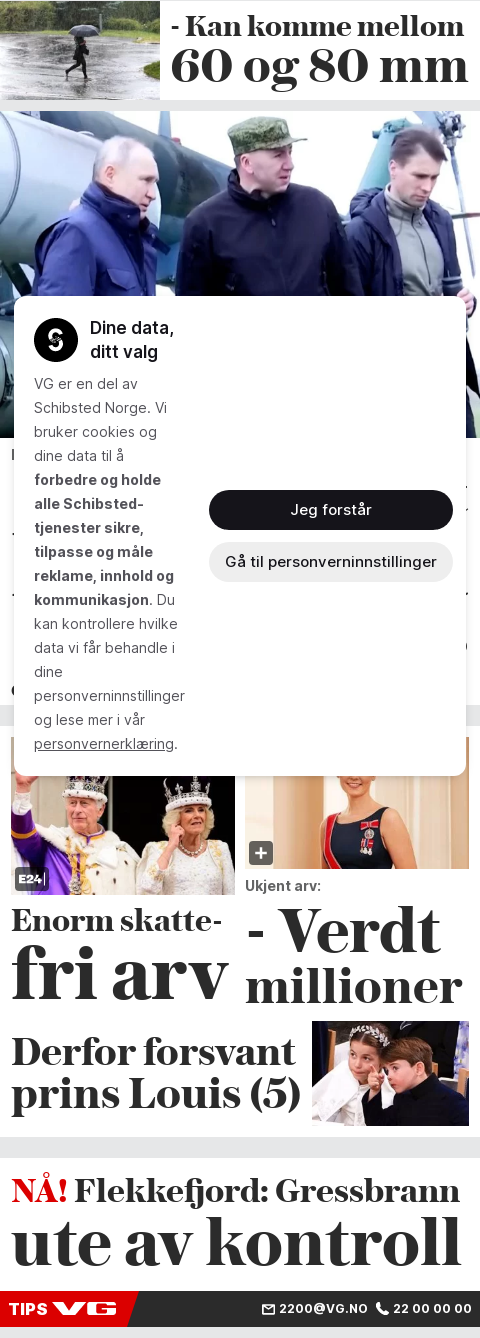 - Kan komme mellom
60 og 80 mm
Dine data,
ditt valg
VG er en del av
Schibsted Norge. Vi
bruker cookies og
dine data til å
forbedre og holde
alle Schibsted-
tjenester sikre,
tilpasse og måle
reklame, innhold og
kommunikasjon. Du
kan kontrollere hvilke
data vi får behandle i
dine
personverninnstillinger
og lese mer i vår
personvernerklæring.
Jeg forstår
Gå til personverninnstillinger
E24
Enorm skatte-
fri arv
Ukjent arv:
- Verdt
millioner
Derfor forsvant
prins Louis (5)
NÅ! Flekkefjord: Gressbrann
ute av kontroll
TIPS VG
2200@VG.NO 22 00 00 00